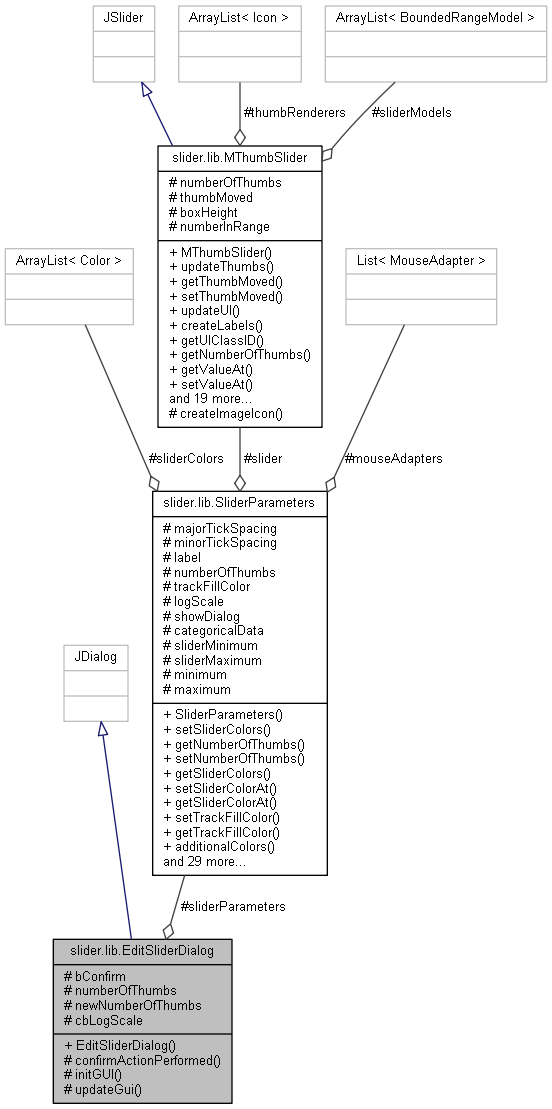 JSlider
ArrayList< Icon >
ArrayList< BoundedRangeModel >
#thumbRenderers
#sliderModels
slider.lib.MThumbSlider
# numberOfThumbs
# thumbMoved
# boxHeight
# numberInRange
+ MThumbSlider()
+ updateThumbs()
+ getThumbMoved()
+ setThumbMoved()
+ updateUI()
+ createLabels()
+ getUIClassID()
+ getNumberOfThumbs()
+ getValueAt()
+ setValueAt()
and 19 more...
# createImageIcon()
ArrayList< Color >
List< MouseAdapter >
#sliderColors
#slider
#mouseAdapters
slider.lib.SliderParameters
# majorTickSpacing
# minorTickSpacing
# label
# numberOfThumbs
# trackFillColor
# logScale
# showDialog
# categoricalData
# sliderMinimum
# sliderMaximum
# minimum
# maximum
+ SliderParameters()
+ setSliderColors()
+ getNumberOfThumbs()
+ setNumberOfThumbs()
+ getSliderColors()
+ setSliderColorAt()
+ getSliderColorAt()
+ setTrackFillColor()
+ getTrackFillColor()
+ additionalColors()
and 29 more...
JDialog
#sliderParameters
slider.lib.EditSliderDialog
# bConfirm
# numberOfThumbs
# newNumberOfThumbs
# cbLogScale
+ EditSliderDialog()
# confirmActionPerformed()
# initGUI()
# updateGui()